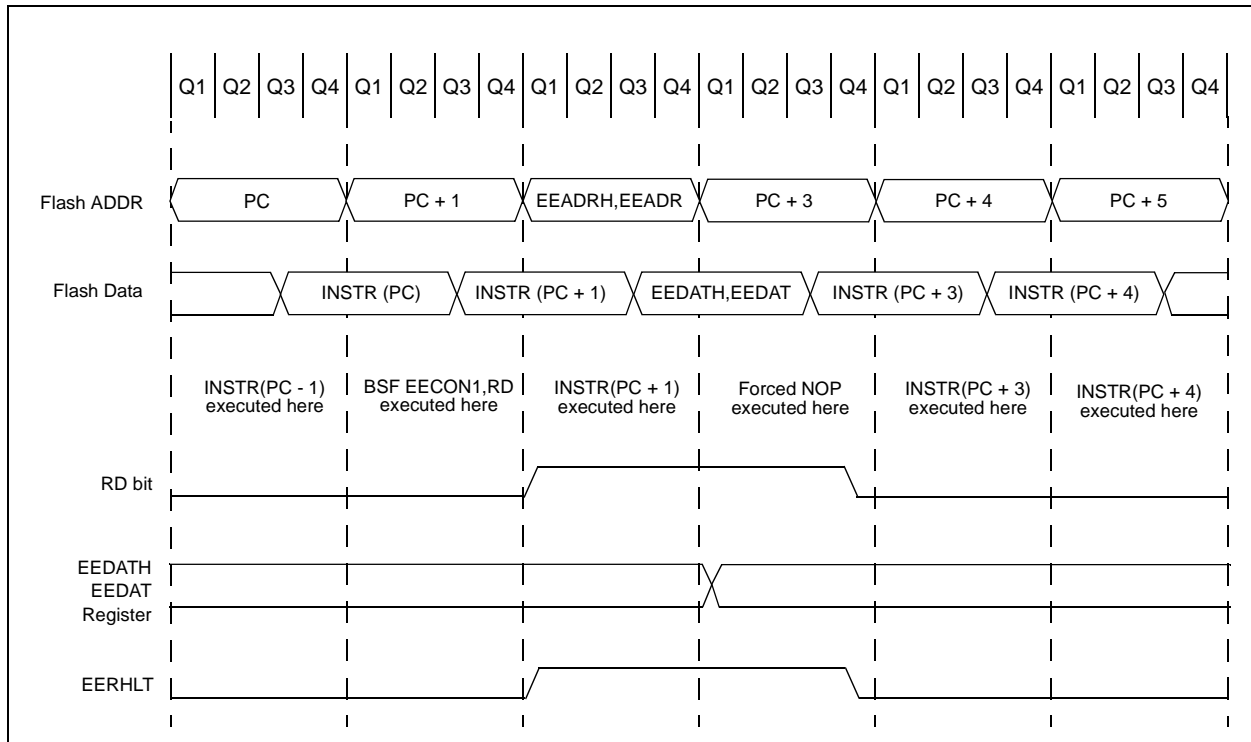 Q1 Q2 Q3 Q4 Q1 Q2 Q3 Q4 Q1 Q2 Q3 Q4 Q1 Q2 Q3 Q4 Q1 Q2 Q3 Q4 Q1 Q2 Q3 Q4
Flash ADDR PC PC + 1 EEADRH,EEADR PC + 3 PC + 4 PC + 5
Flash Data INSTR (PC) INSTR (PC + 1) EEDATH,EEDAT INSTR (PC + 3) INSTR (PC + 4)
INSTR(PC - 1) BSF EECON1,RD INSTR(PC + 1) Forced NOP INSTR(PC + 3) INSTR(PC + 4)
executed here executed here executed here executed here executed here executed here
RD bit
EEDATH
EEDAT
Register
EERHLT